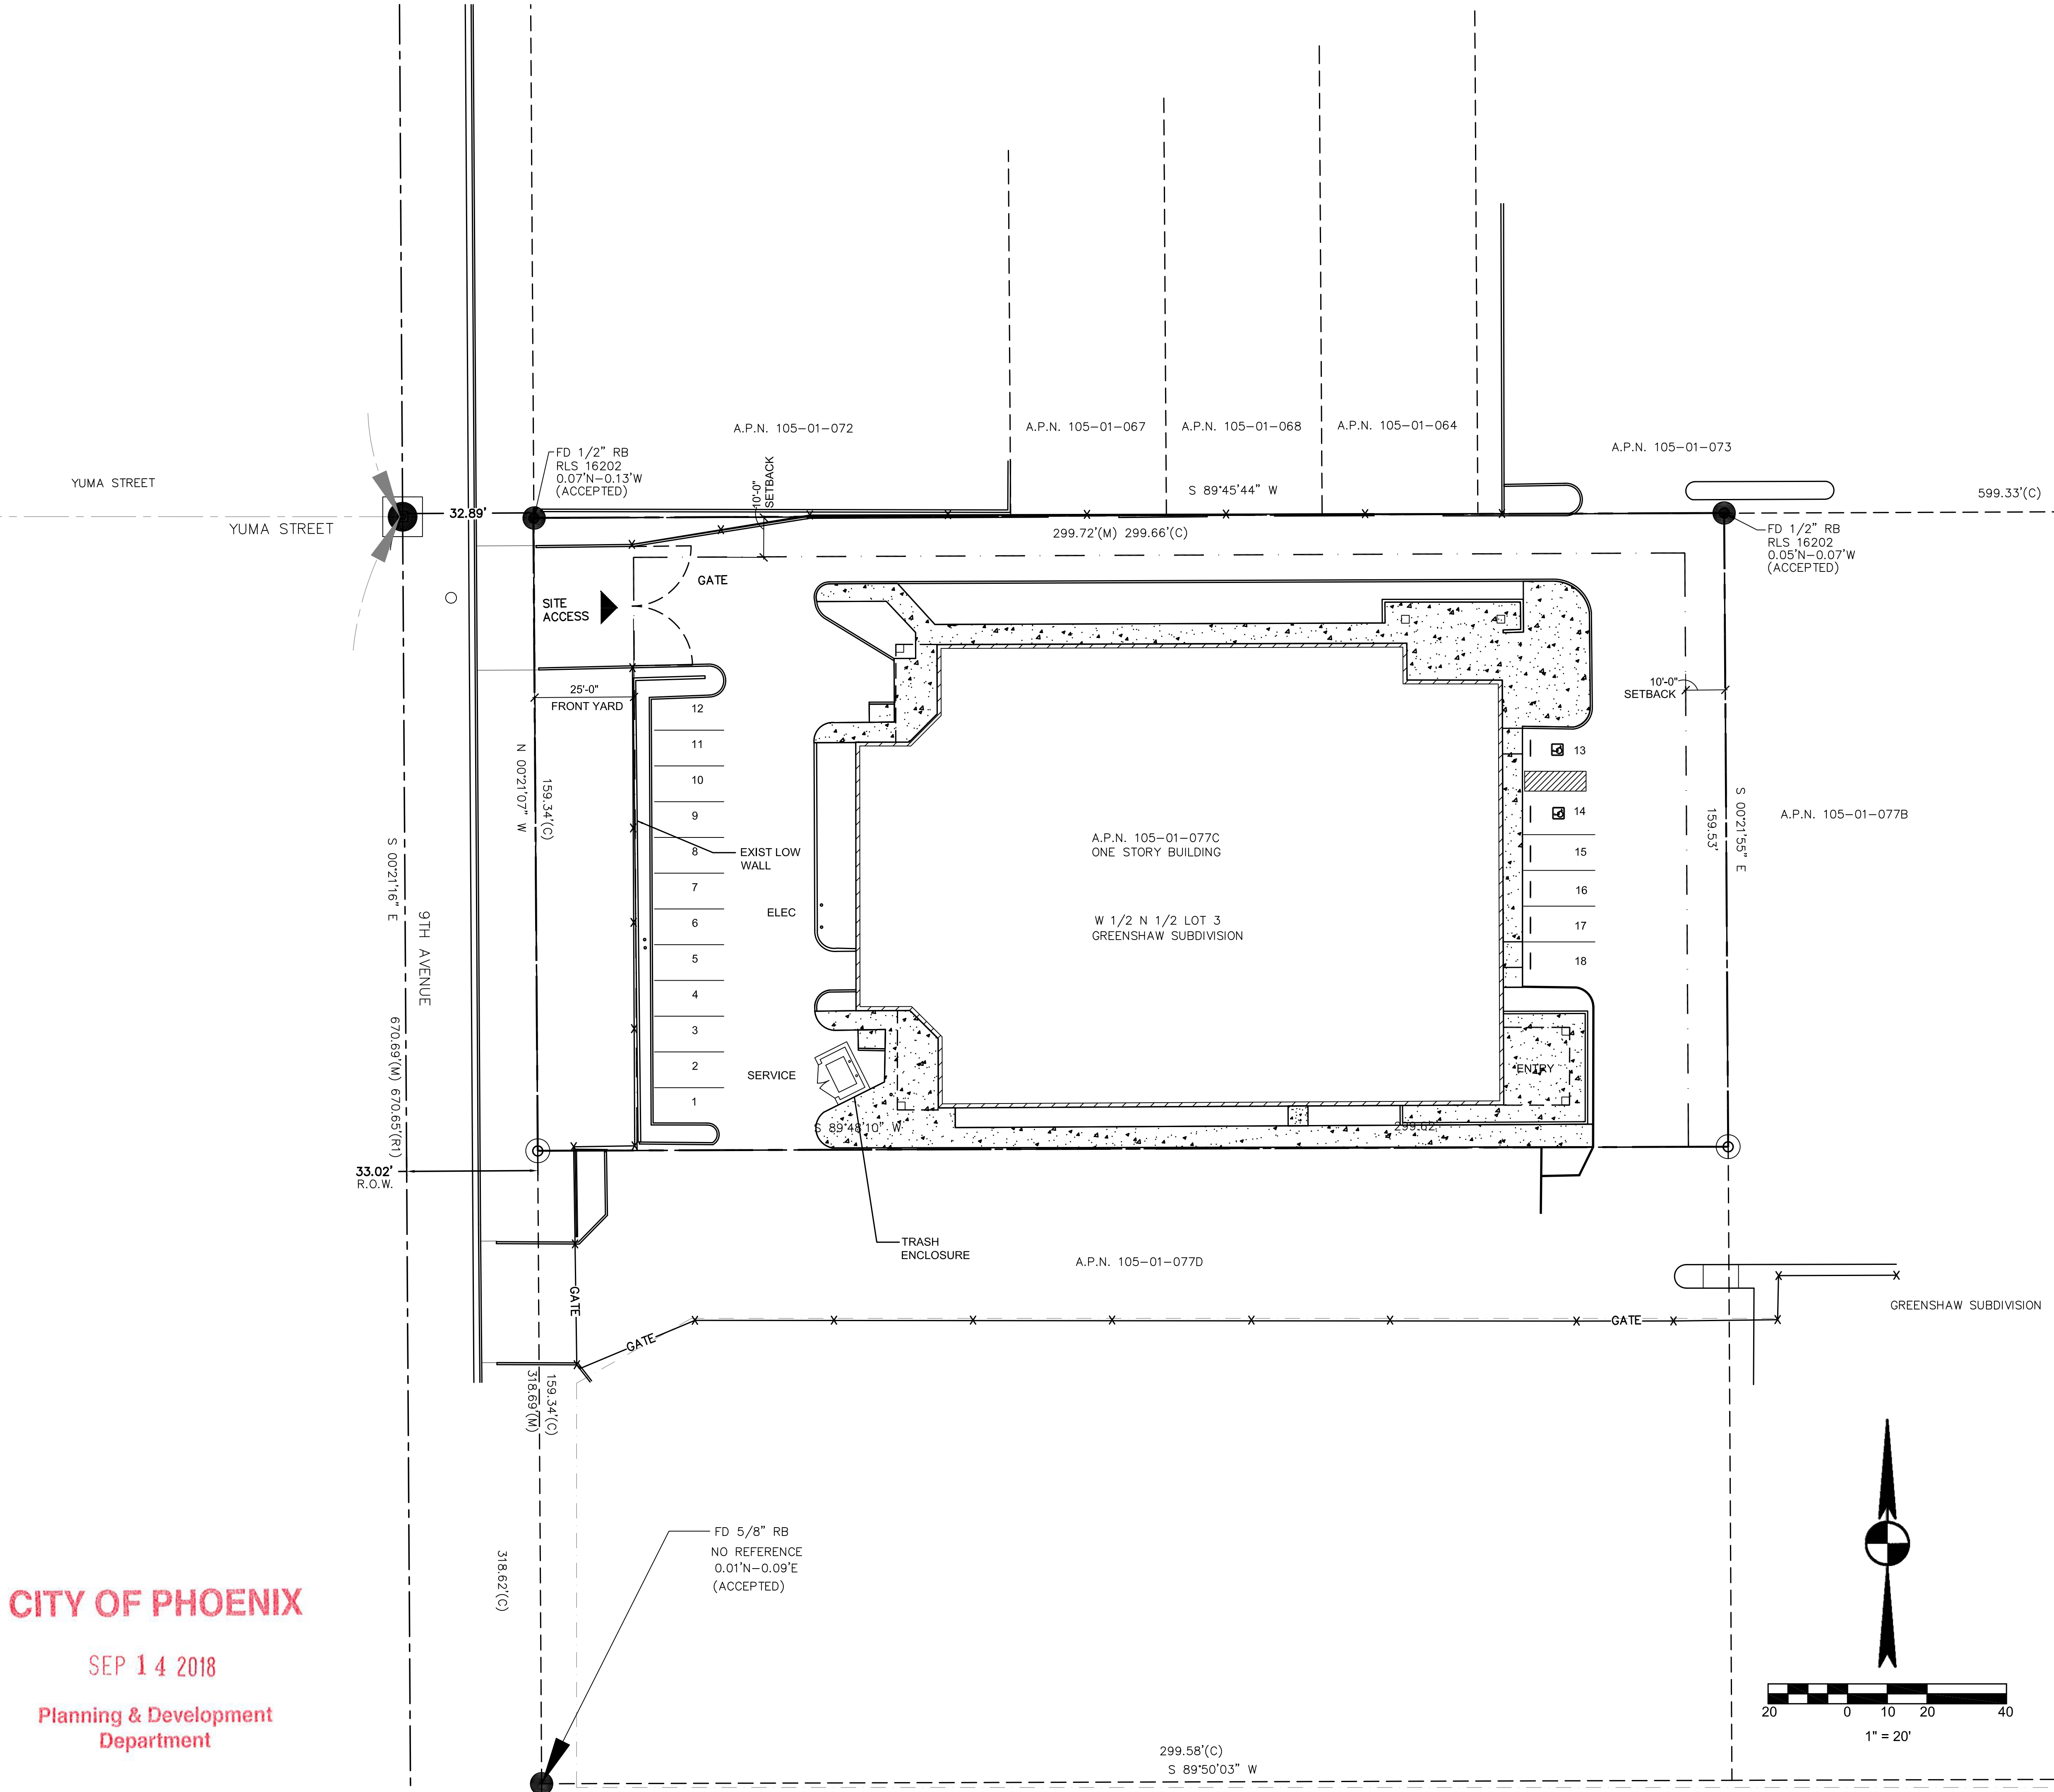 A.P.N. 105-01-072
A.P.N. 105-01-067
A.P.N. 105-01-068
A.P.N. 105-01-064
A.P.N. 105-01-073
FD 1/2" RB
RLS 16202
0.07'N-0.13'W
(ACCEPTED)
10'-0"
SETBACK
YUMA STREET
YUMA STREET
32.89'
S 89°45'44" W
299.72'(M) 299.66'(C)
599.33'(C)
FD 1/2" RB
RLS 16202
0.05'N-0.07'W
(ACCEPTED)
GATE
SITE
ACCESS
25'-0"
FRONT YARD
10'-0"
SETBACK
12
11
10
9
8
7
6
5
4
3
2
1
N 00°21'07" W
159.34'(C)
EXIST LOW
WALL
ELEC
SERVICE
A.P.N. 105-01-077C
ONE STORY BUILDING
W 1/2 N 1/2 LOT 3
GREENSHAW SUBDIVISION
13
14
15
16
17
18
ENTRY
S 00°21'55" E
159.53'
A.P.N. 105-01-077B
S 00°21'16" E
9TH AVENUE
670.69'(M) 670.65'(R1)
33.02'
R.O.W.
S 89°48'10" W
299.62'
TRASH
ENCLOSURE
A.P.N. 105-01-077D
GATE
GATE
GATE
GREENSHAW SUBDIVISION
159.34'(C)
318.69'(M)
318.62'(C)
FD 5/8" RB
NO REFERENCE
0.01'N-0.09'E
(ACCEPTED)
CITY OF PHOENIX
SEP 14 2018
Planning & Development
Department
299.58'(C)
S 89°50'03" W
20 0 10 20 40
1" = 20'